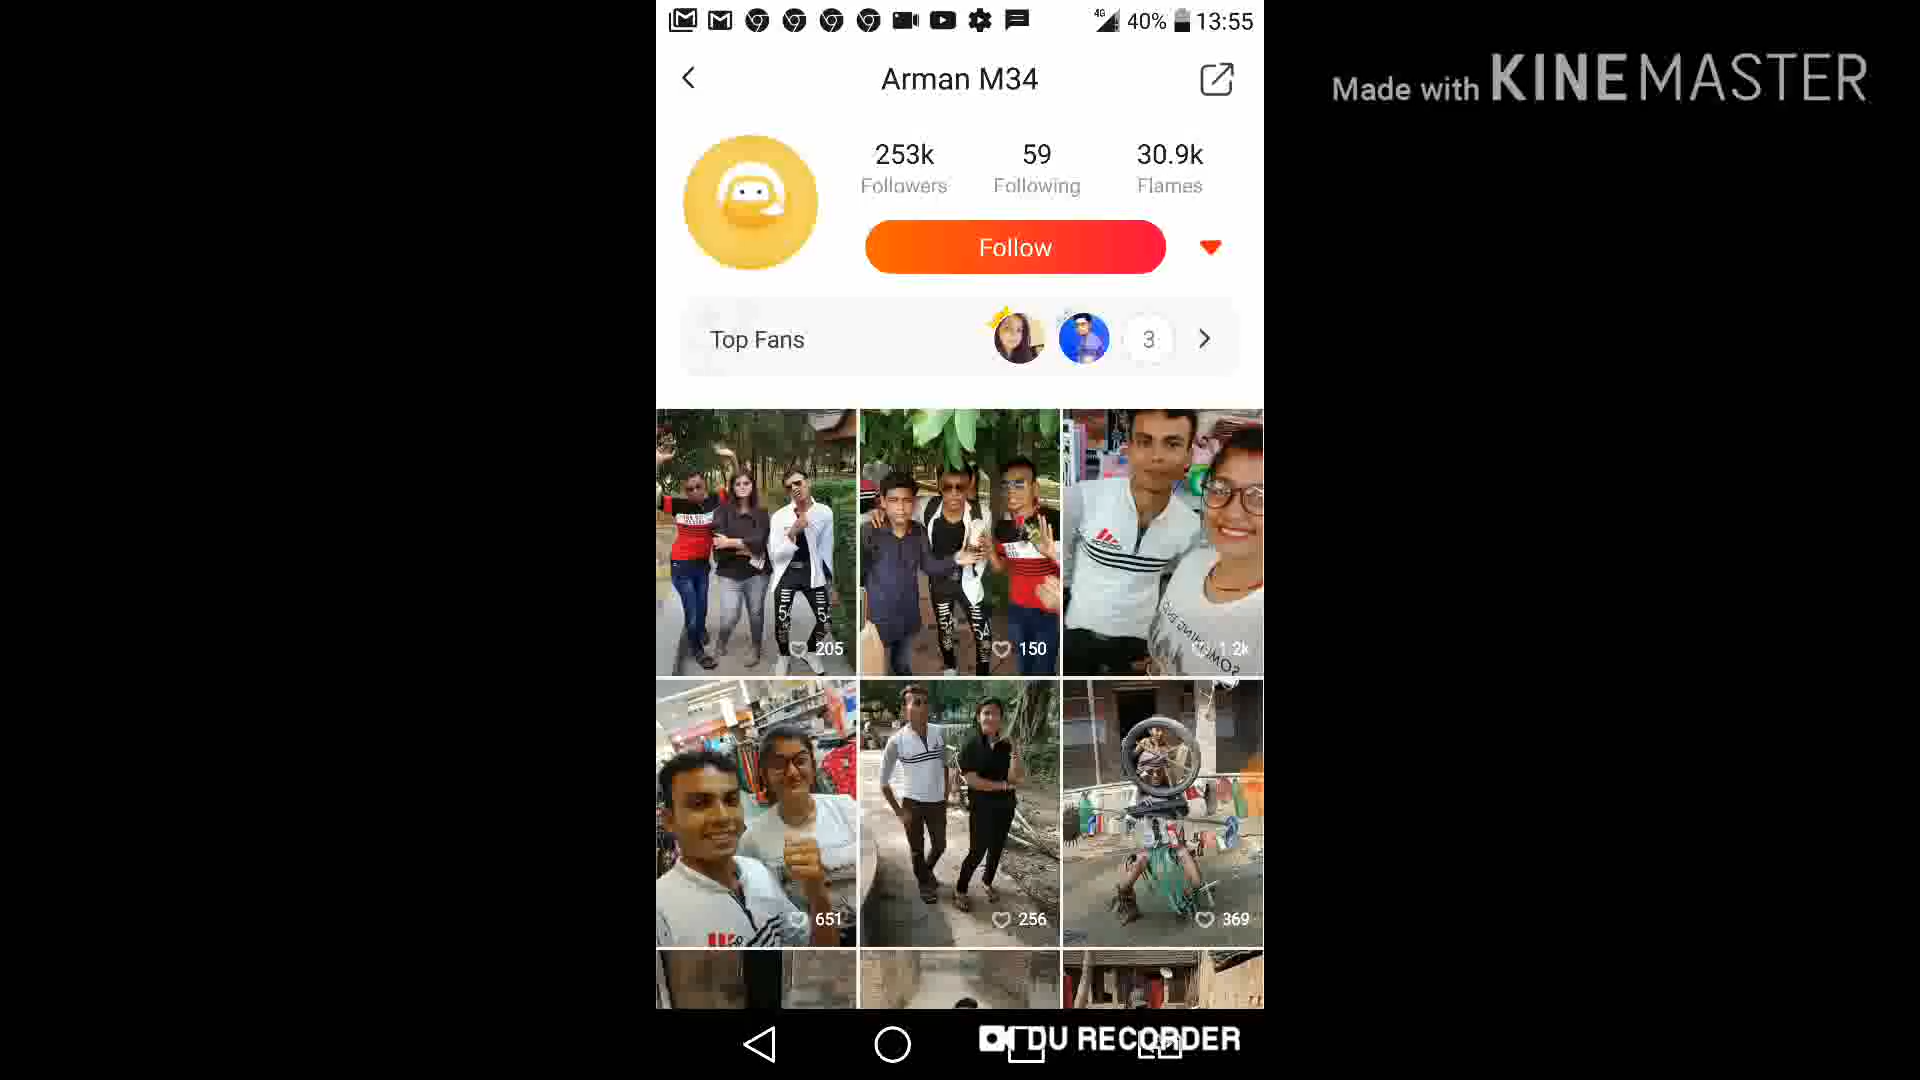 4G 40% 13:55
Made with KINEMASTER
Arman M34
253k 59 30.9k
Followers Following Flames
Follow
Top Fans 3
205 150 1.2k
651 256 369
DU RECORDER